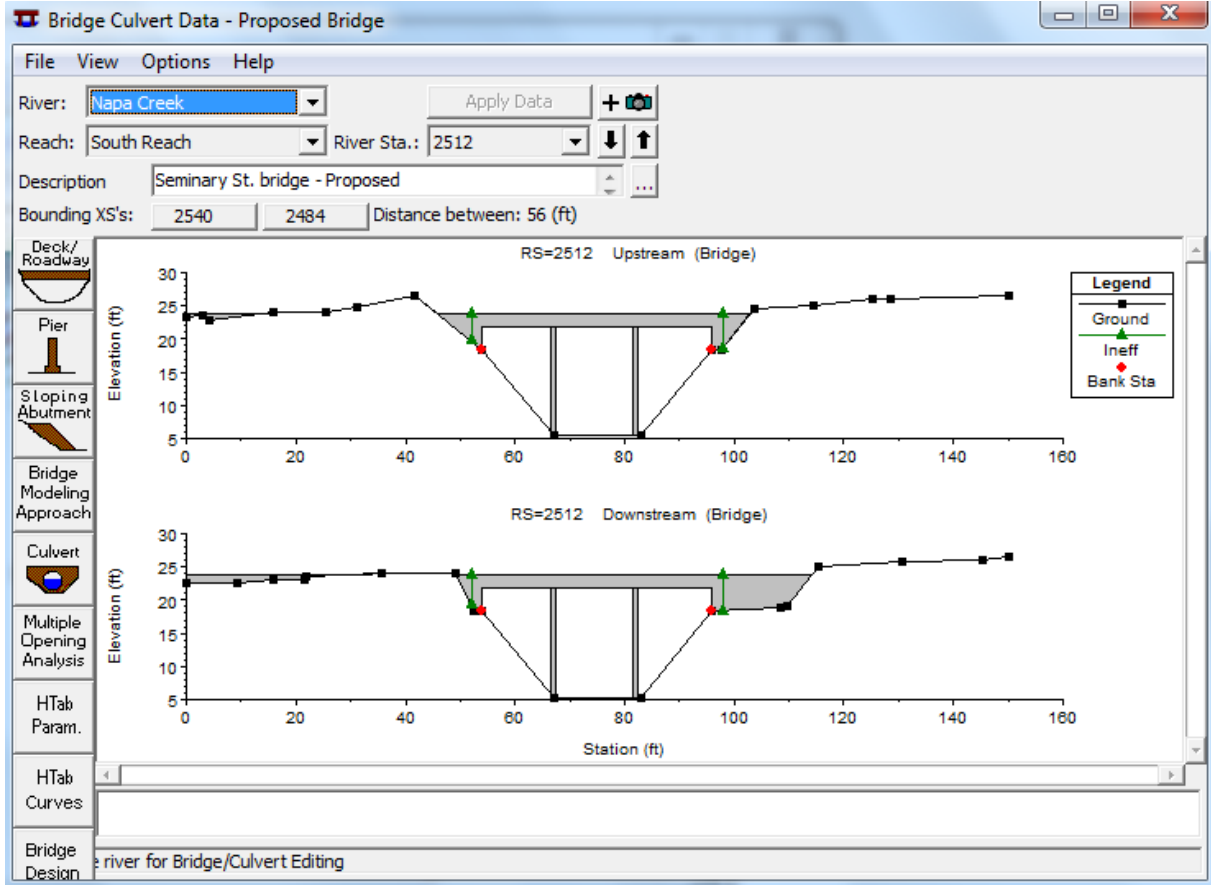 Bridge Culvert Data - Proposed Bridge
File View Options Help
River: Napa Creek Apply Data +
Reach: South Reach River Sta.: 2512
Description Seminary St. bridge - Proposed ...
Bounding XS's: 2540 2484 Distance between: 56 (ft)
Deck/
Roadway
Pier
Sloping
Abutment
Bridge
Modeling
Approach
Culvert
Multiple
Opening
Analysis
HTab
Param.
HTab
Curves
Bridge
Design
RS=2512 Upstream (Bridge)
Elevation (ft)
30
25
20
15
10
5
0 20 40 60 80 100 120 140 160
Legend
Ground
Ineff
Bank Sta
RS=2512 Downstream (Bridge)
Elevation (ft)
30
25
20
15
10
5
0 20 40 60 80 100 120 140 160
Station (ft)
river for Bridge/Culvert Editing